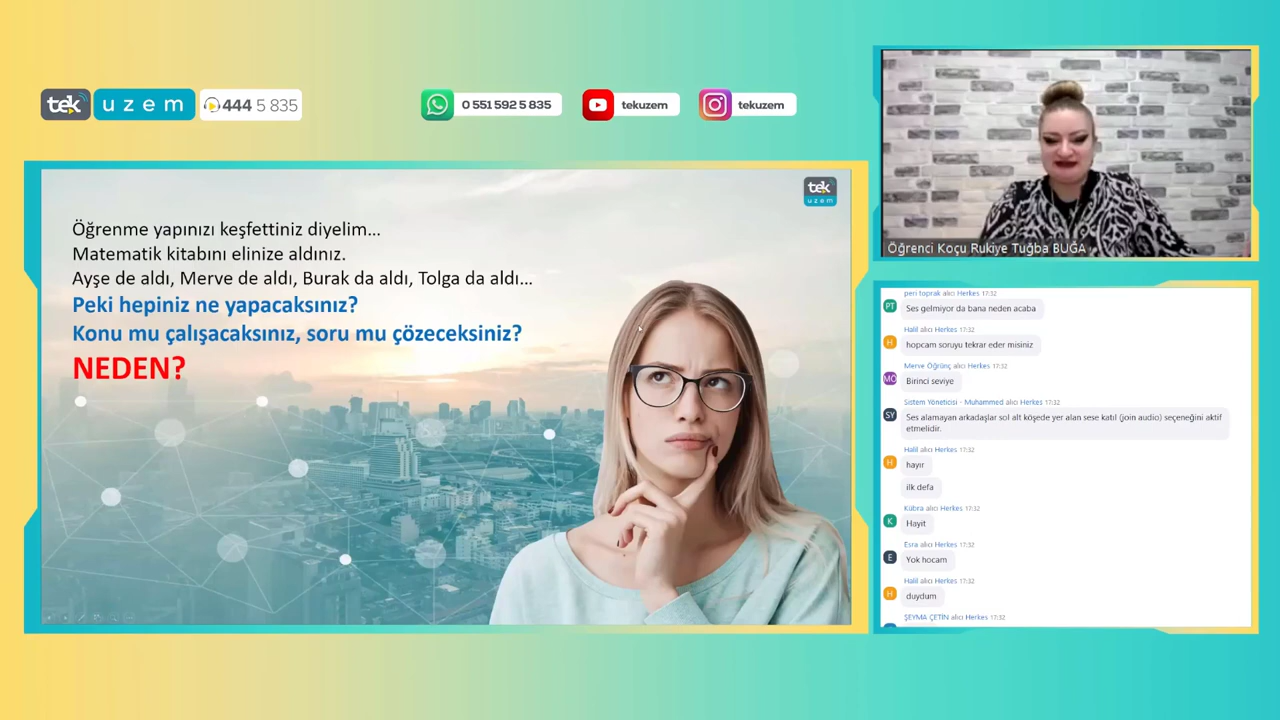 tek uzem 444 5 835
0 551 592 5 835
tekuzem
tekuzem
tek
uzem
Öğrenme yapınızı keşfettiniz diyelim...
Matematik kitabını elinize aldınız.
Ayşe de aldı, Merve de aldı, Burak da aldı, Tolga da aldı...
Peki hepiniz ne yapacaksınız?
Konu mu çalışacaksınız, soru mu çözeceksiniz?
NEDEN?
Öğrenci Koçu Rukiye Tuğba BUĞA
peri toprak alıcı Herkes 17:32
PT
Ses gelmiyor da bana neden acaba
Halil alıcı Herkes 17:32
H
hopcam soruyu tekrar eder misiniz
Merve Öğrünç alıcı Herkes 17:32
MÖ
Birinci seviye
Sistem Yöneticisi - Muhammed alıcı Herkes 17:32
SY
Ses alamayan arkadaşlar sol alt köşede yer alan sese katıl (join audio) seçeneğini aktif
etmelidir.
Halil alıcı Herkes 17:32
H
hayır
ilk defa
Kübra alıcı Herkes 17:32
K
Hayit
Esra alıcı Herkes 17:32
E
Yok hocam
Halil alıcı Herkes 17:32
H
duydum
ŞEYMA ÇETİN alıcı Herkes 17:32